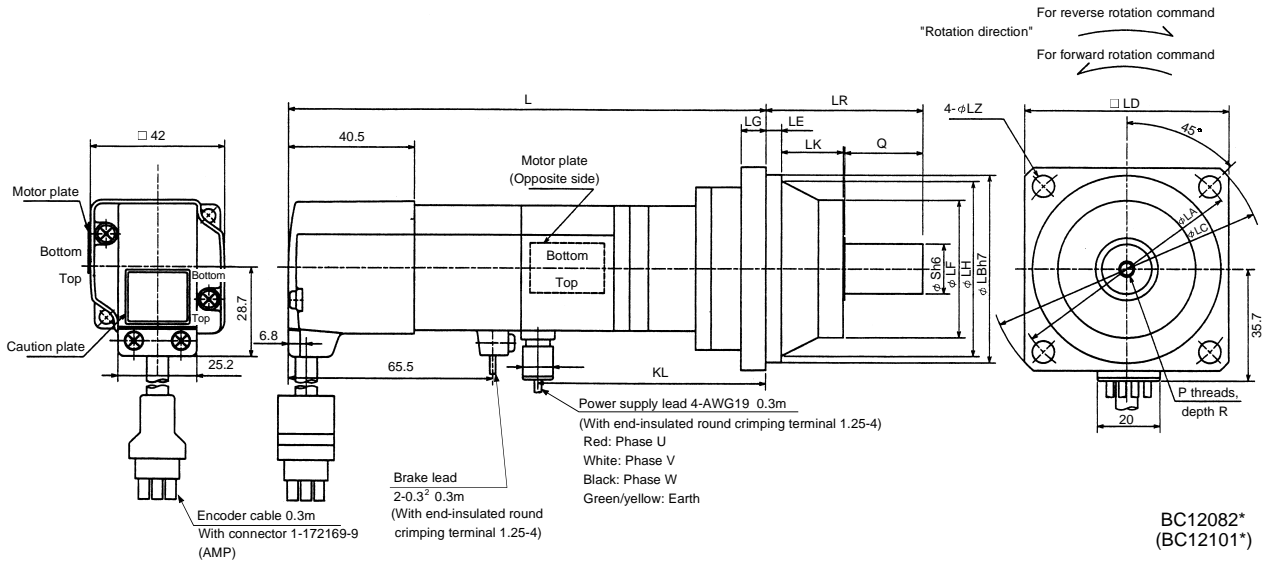 For reverse rotation command
"Rotation direction"
For forward rotation command
L
LR
4-φLZ
□ LD
□ 42
40.5
LG
LE
45°
LK
Q
Motor plate
(Opposite side)
Motor plate
Bottom
Top
Bottom
Top
Bottom
Top
φLA
φLC
φSh6
φLF
φLH
φLBh7
28.7
35.7
6.8
Caution plate
25.2
65.5
KL
P threads,
depth R
20
Power supply lead 4-AWG19 0.3m
(With end-insulated round crimping terminal 1.25-4)
Red: Phase U
White: Phase V
Black: Phase W
Green/yellow: Earth
Brake lead
2-0.3² 0.3m
(With end-insulated round
crimping terminal 1.25-4)
Encoder cable 0.3m
With connector 1-172169-9
(AMP)
BC12082*
(BC12101*)